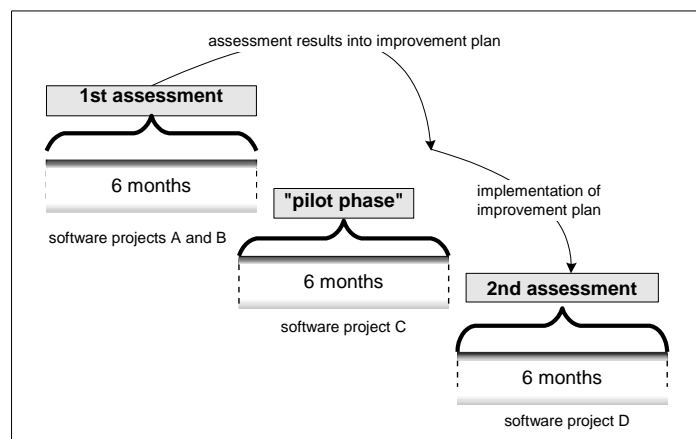 assessment results into improvement plan
1st assessment
6 months
software projects A and B
"pilot phase"
6 months
software project C
implementation of
improvement plan
2nd assessment
6 months
software project D